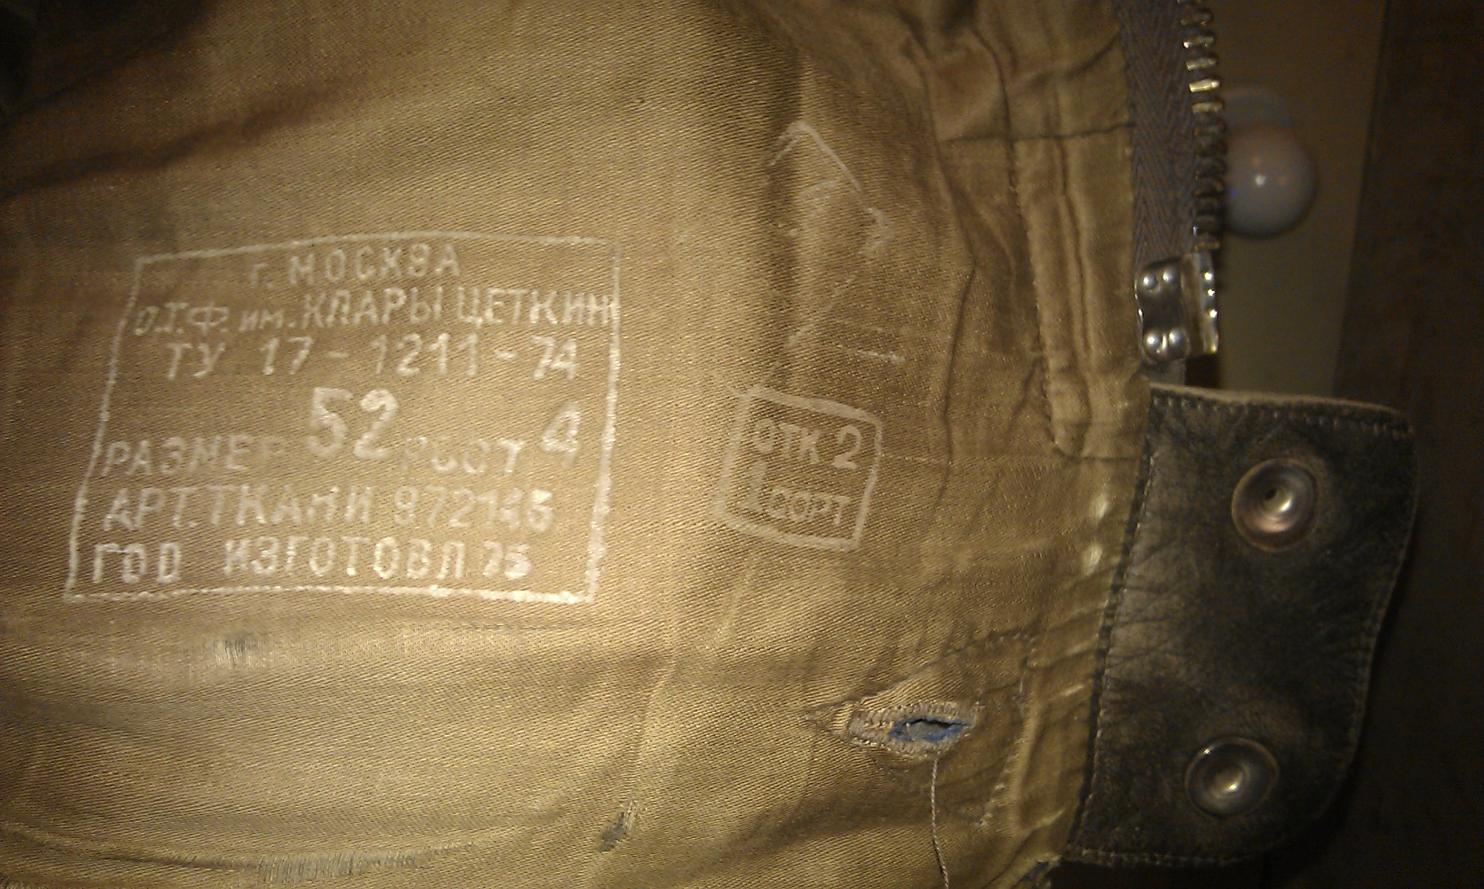 г. МОСКВА
О.Т.Ф. им. КЛАРЫ ЦЕТКИН
ТУ 17-1211-74
РАЗМЕР 52 РОСТ 4
АРТ. ТКАНИ 972145
ГОД ИЗГОТОВЛ 75
ОТК 2
1 СОРТ